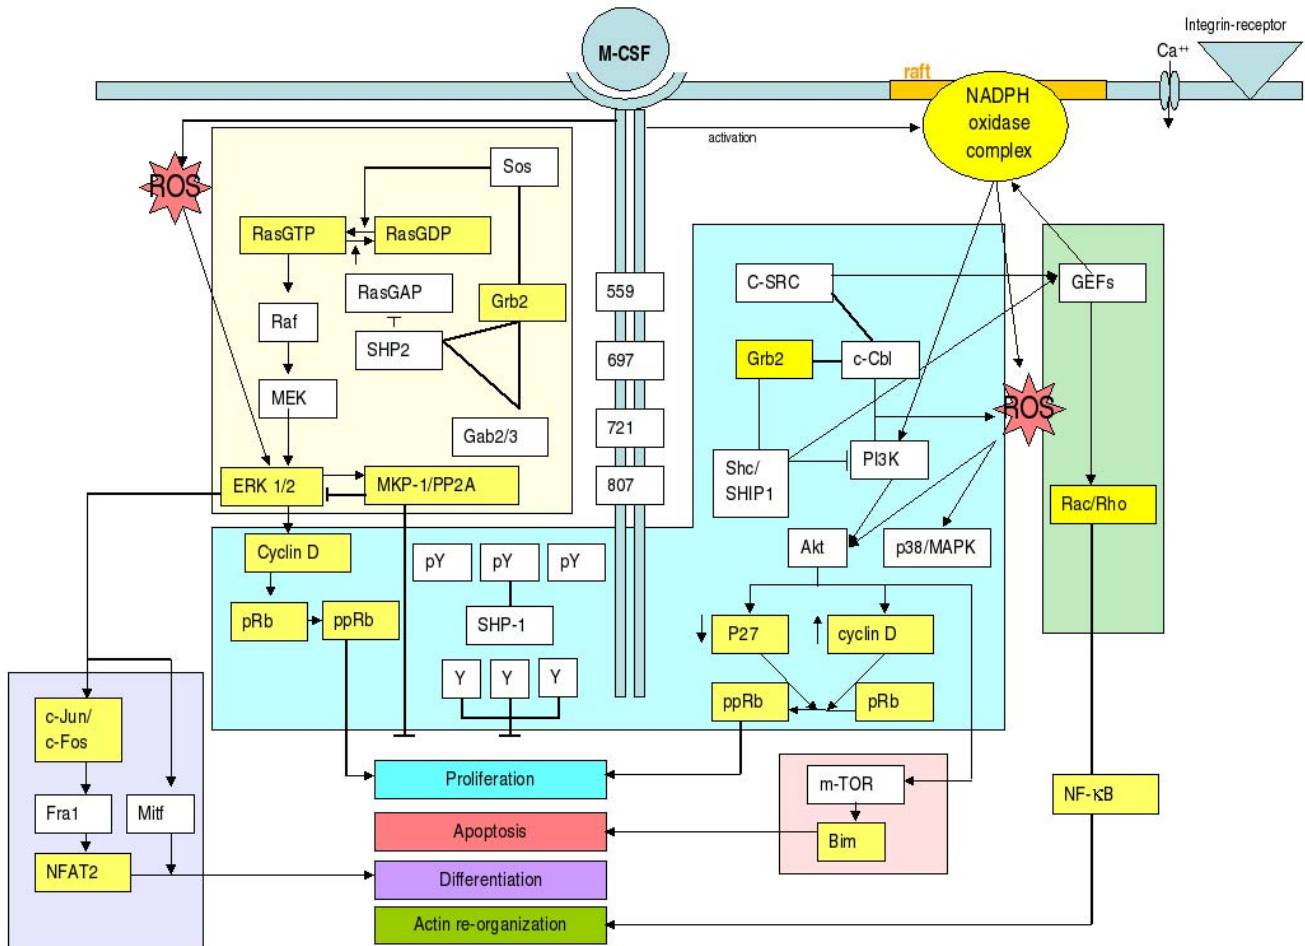 Integrin-receptor
M-CSF
Ca++
raft
NADPH
oxidase
complex
activation
ROS
Sos
RasGTP
RasGDP
RasGAP
Grb2
Raf
SHP2
MEK
Gab2/3
ERK 1/2
MKP-1/PP2A
559
697
721
807
C-SRC
GEFs
Grb2
c-Cbl
ROS
Shc/
SHIP1
PI3K
Rac/Rho
Akt
p38/MAPK
Cyclin D
pY
pY
pY
pRb
ppRb
SHP-1
P27
cyclin D
Y
Y
Y
ppRb
pRb
c-Jun/
c-Fos
Fra1
Mitf
NFAT2
Proliferation
Apoptosis
Differentiation
Actin re-organization
m-TOR
Bim
NF-κB